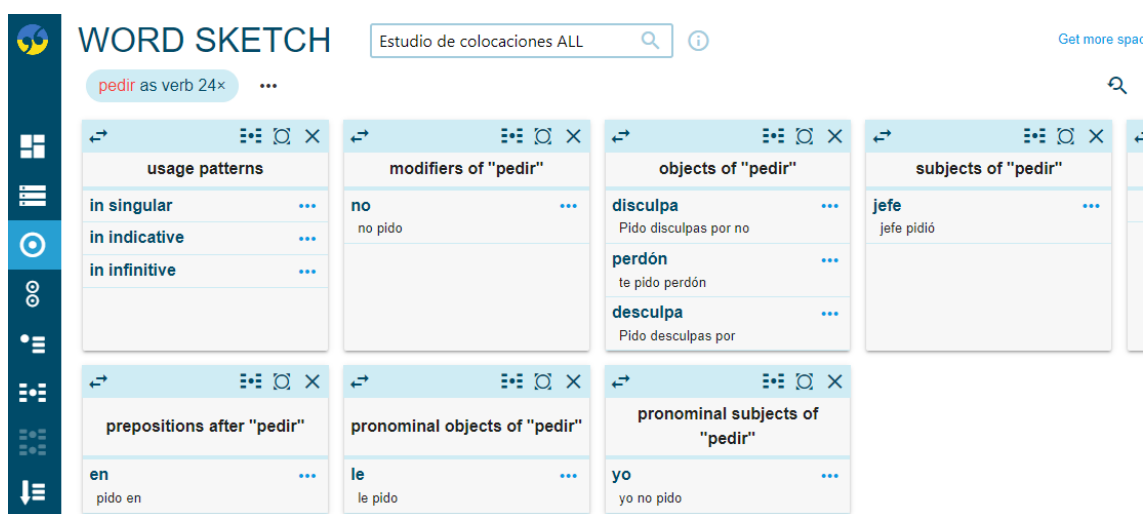 WORD SKETCH
Estudio de colocaciones ALL
Get more spac
pedir as verb 24×
usage patterns
in singular
in indicative
in infinitive
modifiers of "pedir"
no
no pido
objects of "pedir"
disculpa
Pido disculpas por no
perdón
te pido perdón
desculpa
Pido desculpas por
subjects of "pedir"
jefe
jefe pidió
prepositions after "pedir"
en
pido en
pronominal objects of "pedir"
le
le pido
pronominal subjects of
"pedir"
yo
yo no pido